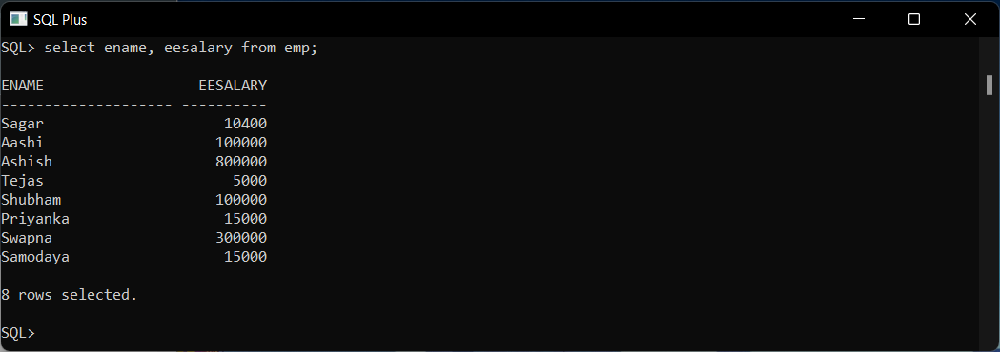 SQL Plus
SQL> select ename, eesalary from emp;
ENAME                  EESALARY
-------------------- ----------
Sagar                     10400
Aashi                    100000
Ashish                   800000
Tejas                      5000
Shubham                  100000
Priyanka                  15000
Swapna                   300000
Samodaya                  15000
8 rows selected.
SQL>